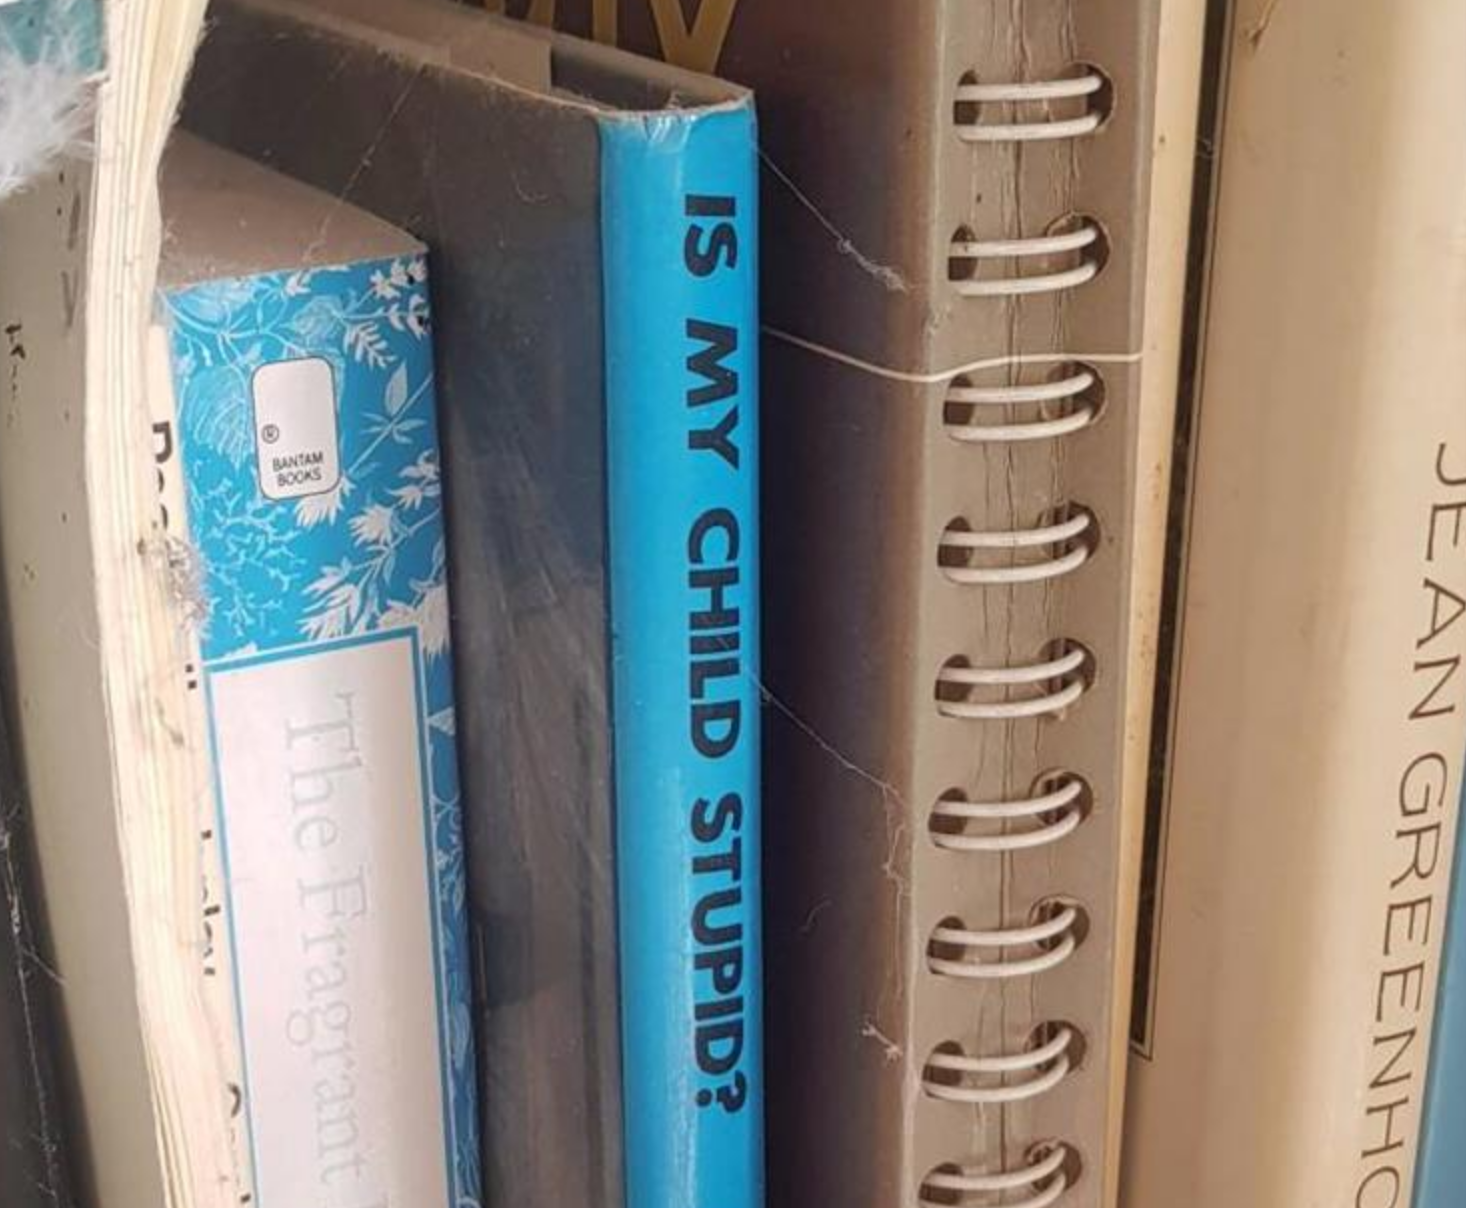 ®
BANTAM
BOOKS
The Fragrant
IS MY CHILD STUPID?
JEAN GREENHO